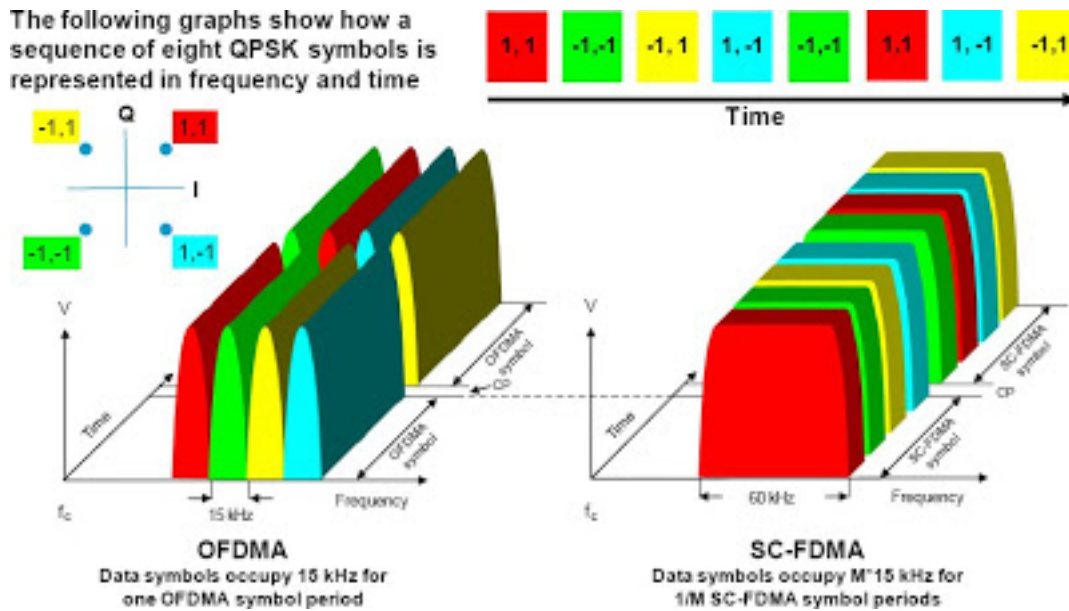 The following graphs show how a
sequence of eight QPSK symbols is
represented in frequency and time
1, 1 -1,-1 -1, 1 1, -1 -1,-1 1,1 1, -1 -1,1
Time
-1,1 Q 1,1
I
-1,-1 1,-1
V
Time
OFDMA symbol
CP
OFDMA symbol
Frequency
fc
15 kHz
OFDMA
Data symbols occupy 15 kHz for
one OFDMA symbol period
V
Time
SC-FDMA symbol
CP
SC-FDMA symbol
60 kHz
Frequency
fc
SC-FDMA
Data symbols occupy M*15 kHz for
1/M SC-FDMA symbol periods